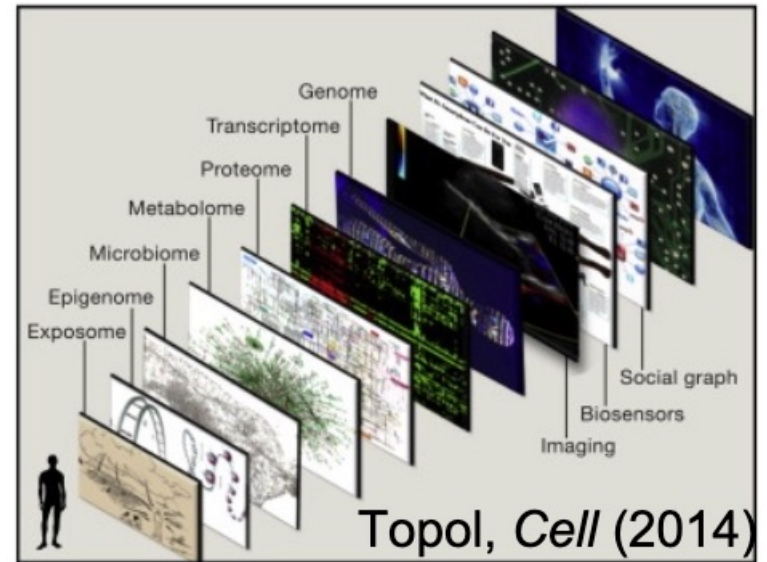 Genome
Transcriptome
Proteome
Metabolome
Microbiome
Epigenome
Exposome
Social graph
Biosensors
Imaging
Topol, Cell (2014)